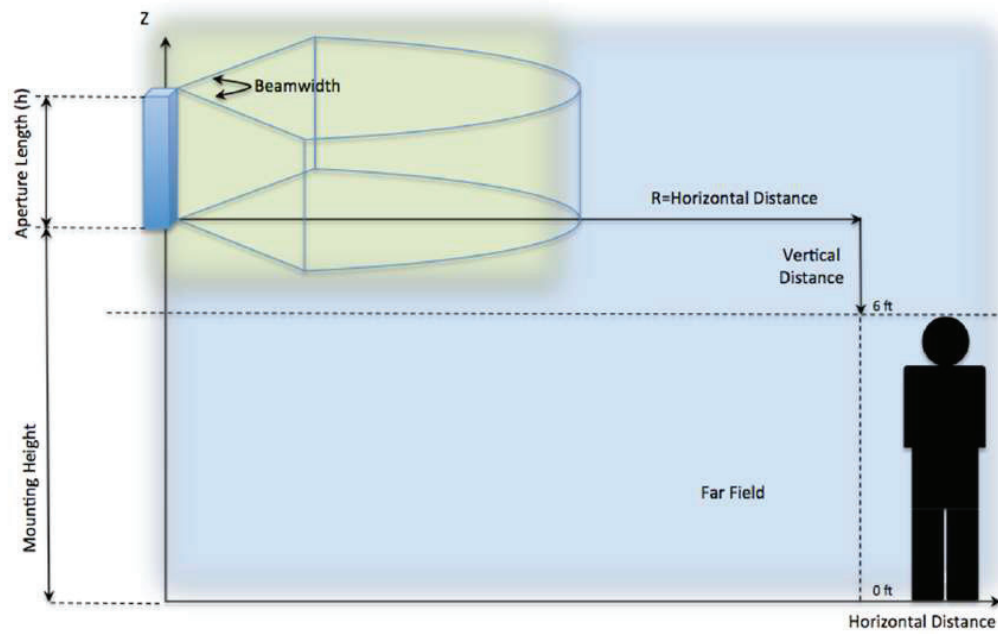 Z
Beamwidth
Aperture Length (h)
R=Horizontal Distance
Vertical
Distance
6 ft
Mounting Height
Far Field
0 ft
Horizontal Distance